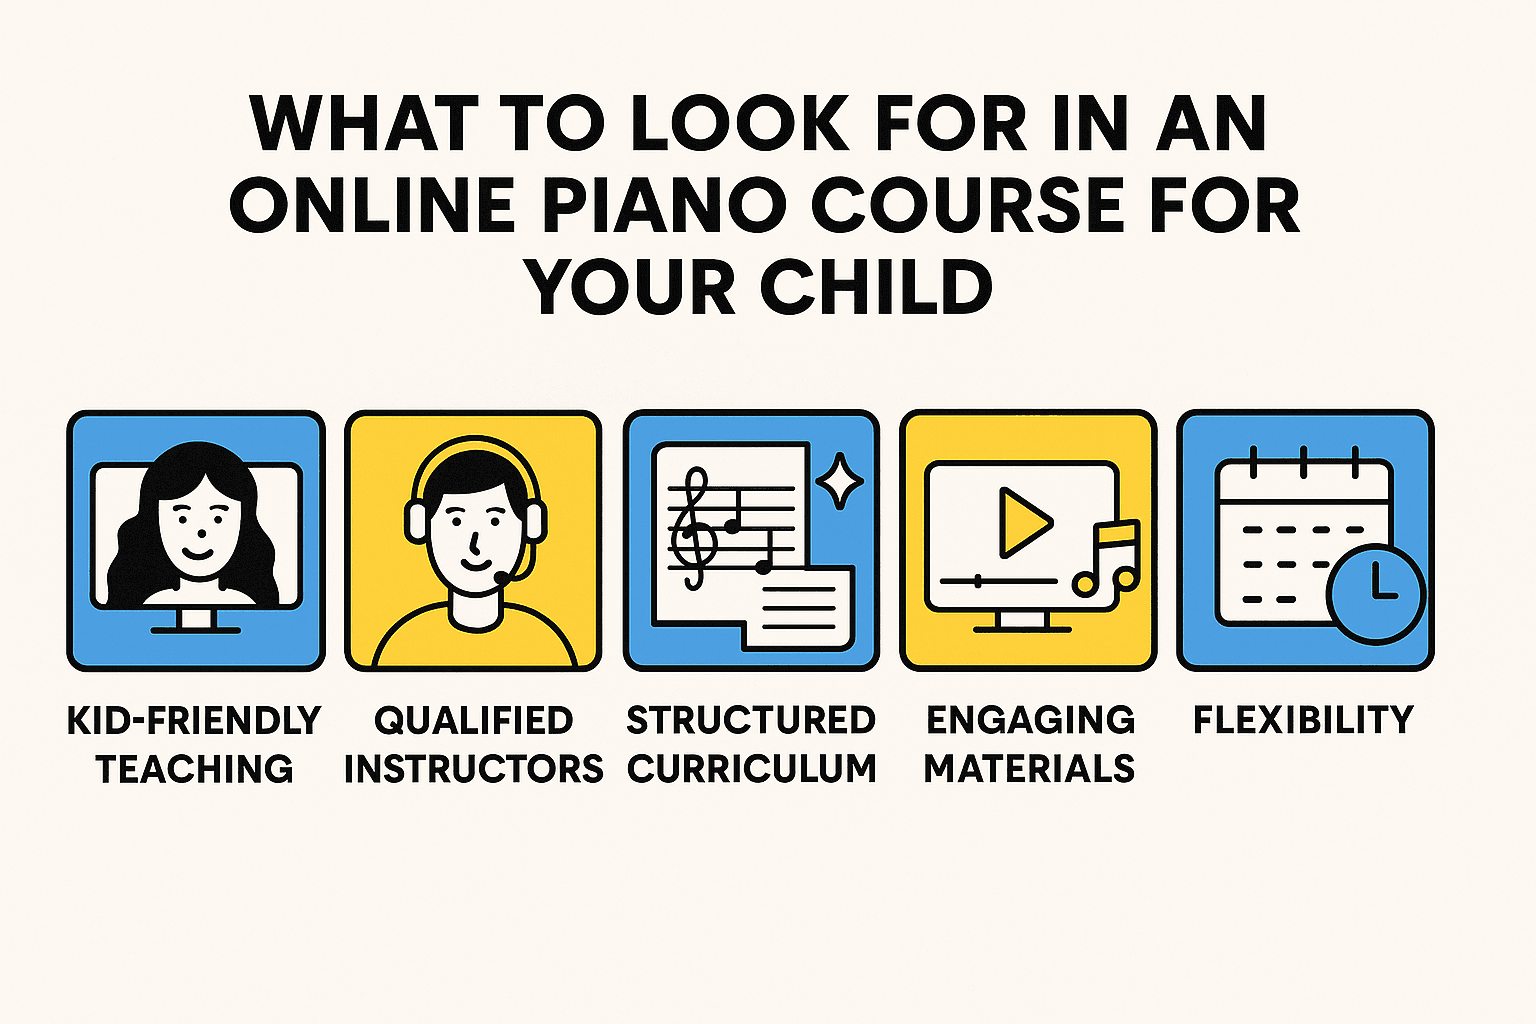 WHAT TO LOOK FOR IN AN
ONLINE PIANO COURSE FOR
YOUR CHILD
KID-FRIENDLY
TEACHING
QUALIFIED
INSTRUCTORS
STRUCTURED
CURRICULUM
ENGAGING
MATERIALS
FLEXIBILITY